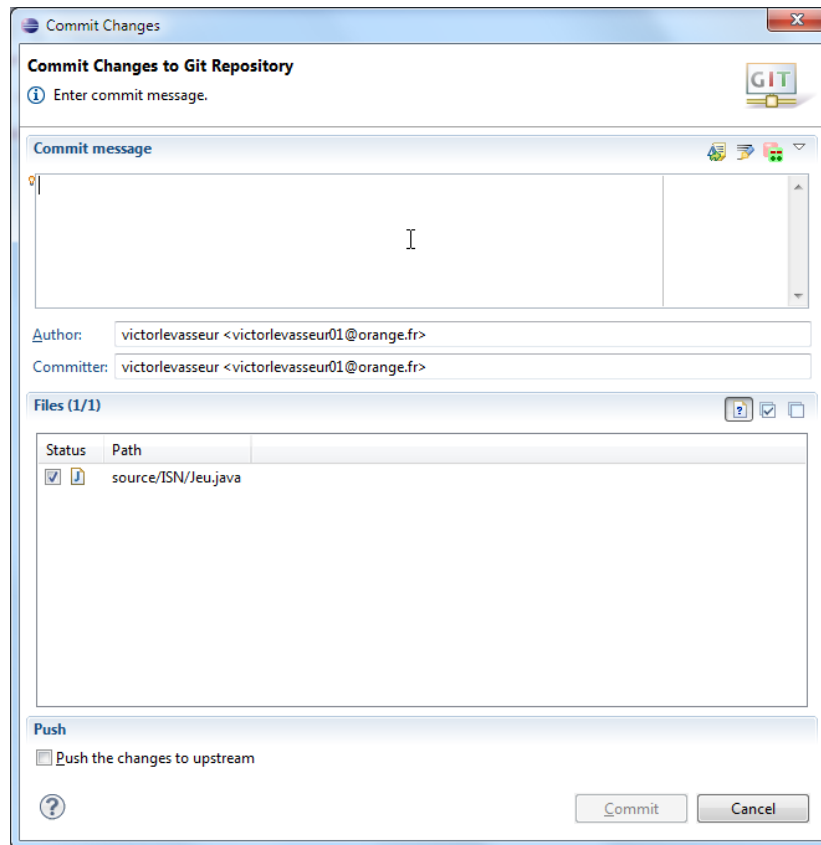 Commit Changes
Commit Changes to Git Repository
Enter commit message.
GIT
Commit message
Author: victorlevasseur <victorlevasseur01@orange.fr>
Committer: victorlevasseur <victorlevasseur01@orange.fr>
Files (1/1)
Status Path
source/ISN/Jeu.java
Push
Push the changes to upstream
Commit Cancel